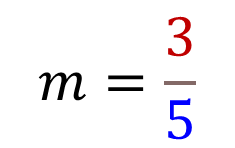 m = 3/5